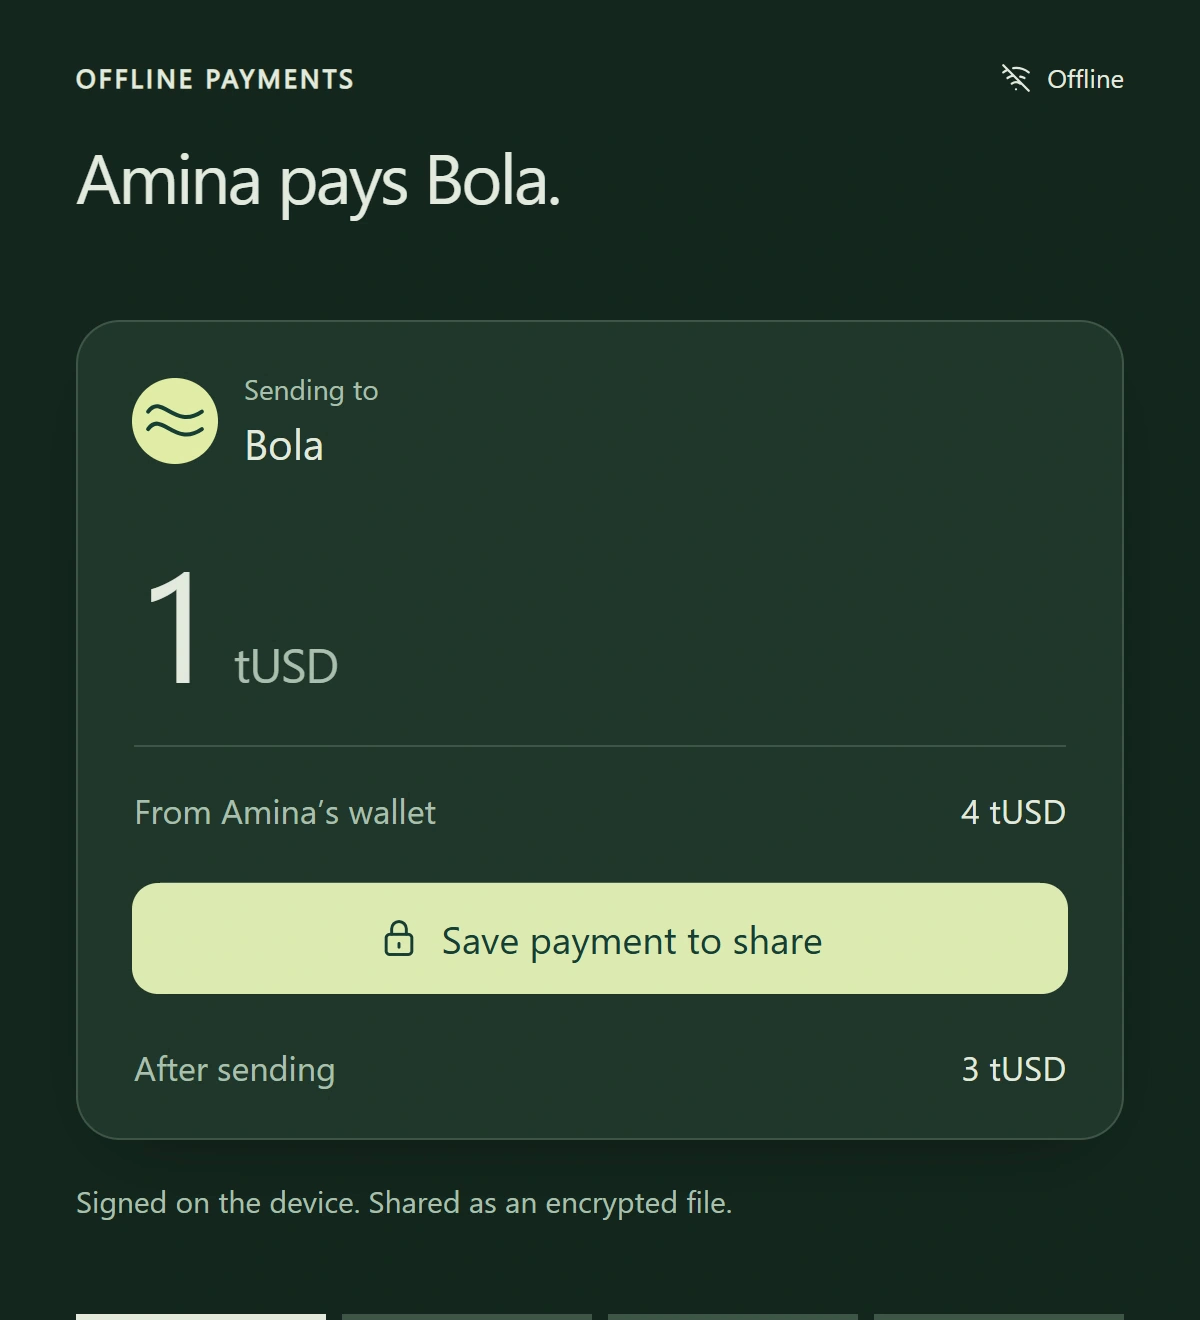 OFFLINE PAYMENTS
Offline
Amina pays Bola.
Sending to
Bola
1 tUSD
From Amina’s wallet
4 tUSD
Save payment to share
After sending
3 tUSD
Signed on the device. Shared as an encrypted file.